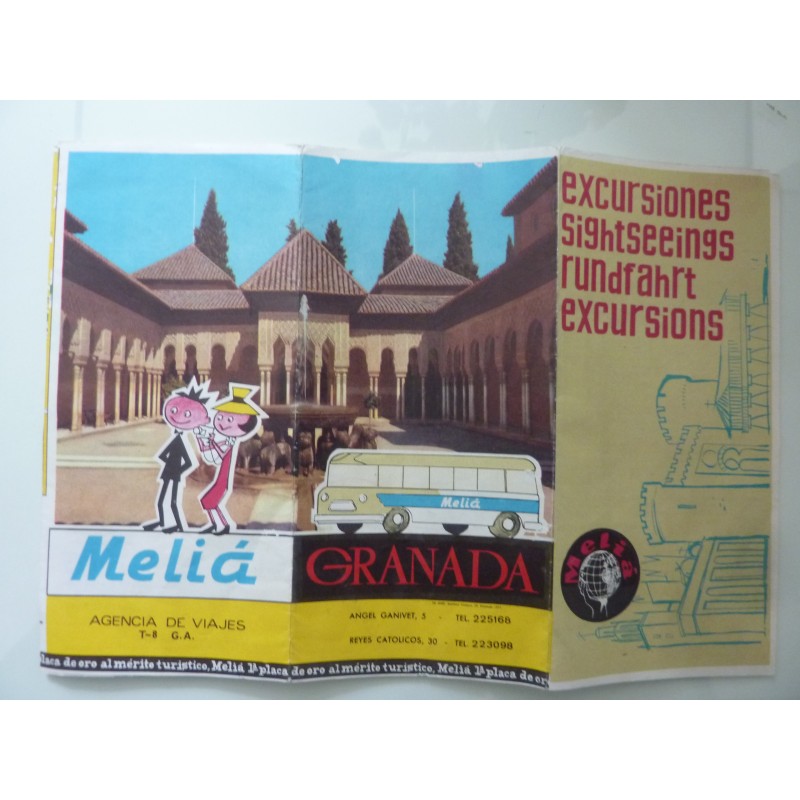 excursiones
sightseeings
rundfahrt
excursions
Meliá
Meliá
GRANADA
AGENCIA DE VIAJES
T-8 G.A.
ANGEL GANIVET, 5 - TEL. 225168
REYES CATOLICOS, 30 - TEL. 223098
Meliá
placa de oro al mérito turístico, Meliá 1ª placa de oro al mérito turístico, Meliá 1ª placa de oro